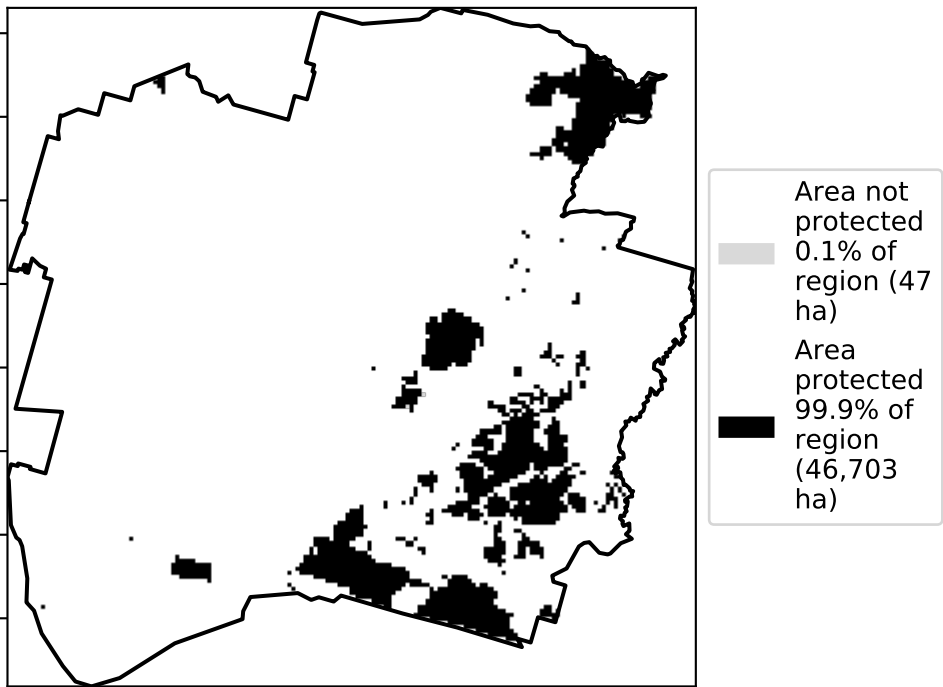 Area not
protected
0.1% of
region (47
ha)
Area
protected
99.9% of
region
(46,703
ha)